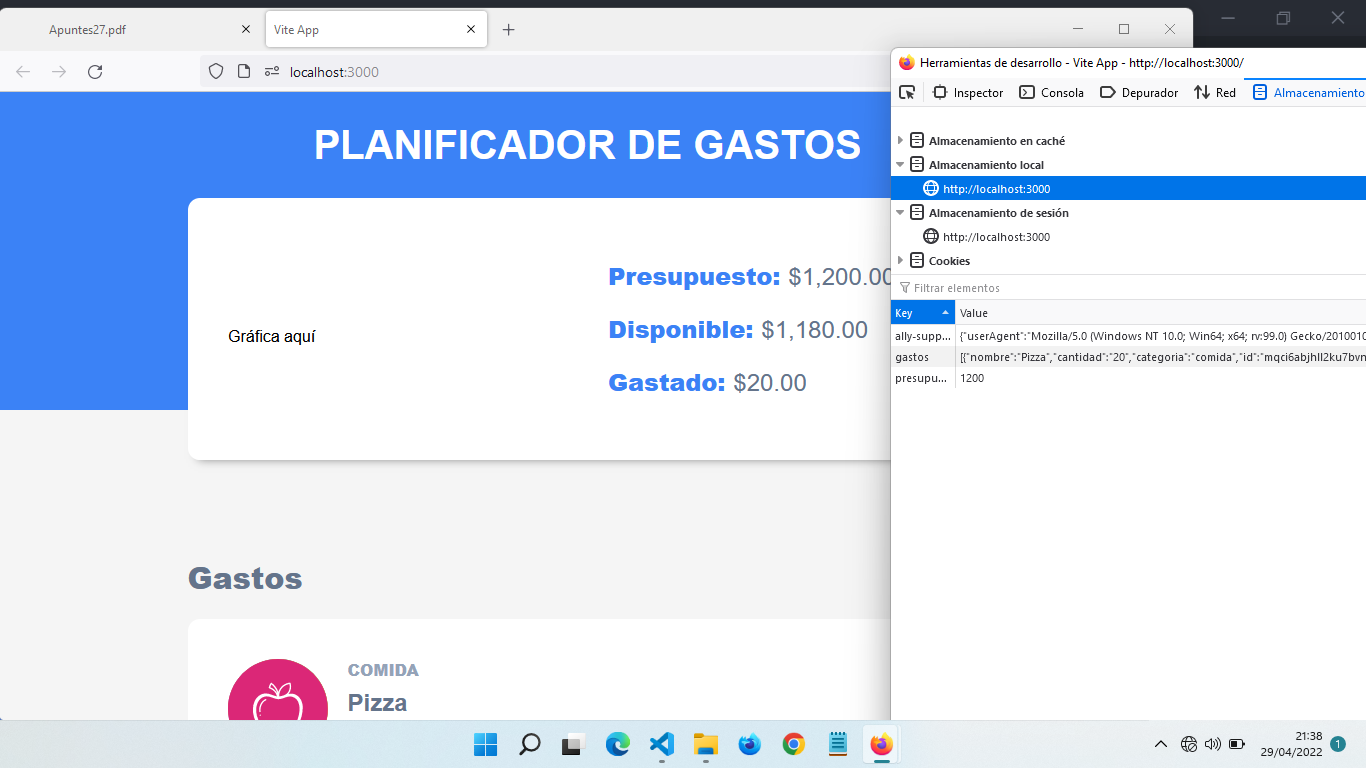 Apuntes27.pdf
Vite App
localhost:3000
PLANIFICADOR DE GASTOS
Gráfica aquí
Presupuesto: $1,200.00
Disponible: $1,180.00
Gastado: $20.00
Gastos
COMIDA
Pizza
Herramientas de desarrollo - Vite App - http://localhost:3000/
Inspector
Consola
Depurador
Red
Almacenamiento
Almacenamiento en caché
Almacenamiento local
http://localhost:3000
Almacenamiento de sesión
http://localhost:3000
Cookies
Filtrar elementos
Key Value
ally-supp... {"userAgent":"Mozilla/5.0 (Windows NT 10.0; Win64; x64; rv:99.0) Gecko/2010010
gastos [{"nombre":"Pizza","cantidad":"20","categoria":"comida","id":"mqci6abjhll2ku7bvn
presupu... 1200
21:38
29/04/2022
1